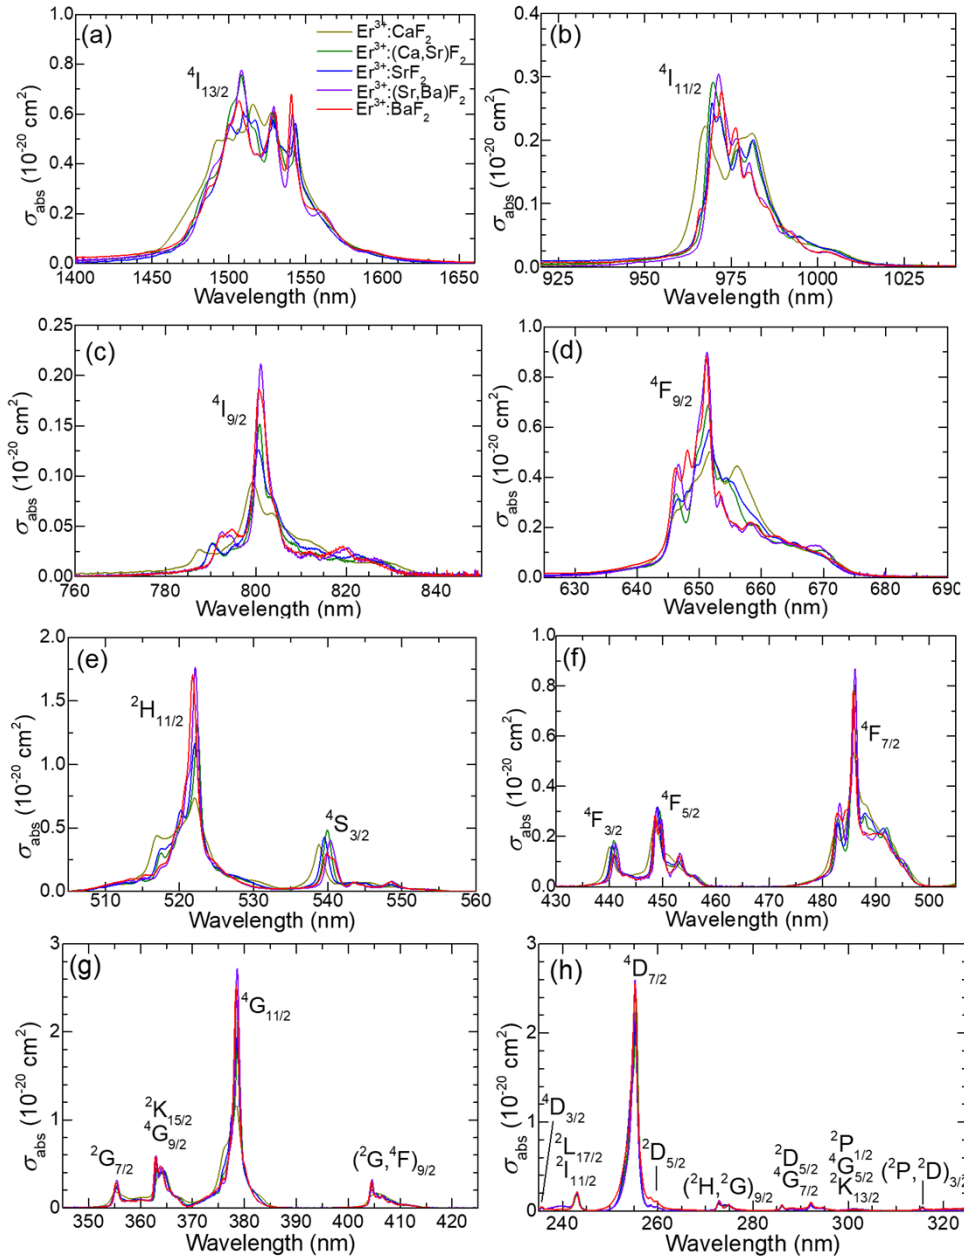 (a)
Er³⁺:CaF₂
Er³⁺:(Ca,Sr)F₂
Er³⁺:SrF₂
Er³⁺:(Sr,Ba)F₂
Er³⁺:BaF₂
⁴I₁₃/₂
1.0
0.8
0.6
0.4
0.2
0.0
σabs (10⁻²⁰ cm²)
1400 1450 1500 1550 1600 1650
Wavelength (nm)
(b)
⁴I₁₁/₂
0.4
0.3
0.2
0.1
0.0
σabs (10⁻²⁰ cm²)
925 950 975 1000 1025
Wavelength (nm)
(c)
⁴I₉/₂
0.25
0.20
0.15
0.10
0.05
0.00
σabs (10⁻²⁰ cm²)
760 780 800 820 840
Wavelength (nm)
(d)
⁴F₉/₂
1.0
0.8
0.6
0.4
0.2
0.0
σabs (10⁻²⁰ cm²)
630 640 650 660 670 680 690
Wavelength (nm)
(e)
²H₁₁/₂
⁴S₃/₂
2.0
1.5
1.0
0.5
0.0
σabs (10⁻²⁰ cm²)
510 520 530 540 550 560
Wavelength (nm)
(f)
⁴F₃/₂
⁴F₅/₂
⁴F₇/₂
1.0
0.8
0.6
0.4
0.2
0.0
σabs (10⁻²⁰ cm²)
430 440 450 460 470 480 490 500
Wavelength (nm)
(g)
⁴G₁₁/₂
²K₁₅/₂
⁴G₉/₂
²G₇/₂
(²G,⁴F)₉/₂
3
2
1
0
σabs (10⁻²⁰ cm²)
350 360 370 380 390 400 410 420
Wavelength (nm)
(h)
⁴D₇/₂
⁴D₃/₂
²L₁₇/₂
²I₁₁/₂
²D₅/₂
(²H,²G)₉/₂
²D₅/₂
⁴G₇/₂
²P₁/₂
⁴G₅/₂
²K₁₃/₂
(²P,²D)₃/₂
3
2
1
0
σabs (10⁻²⁰ cm²)
240 260 280 300 320
Wavelength (nm)